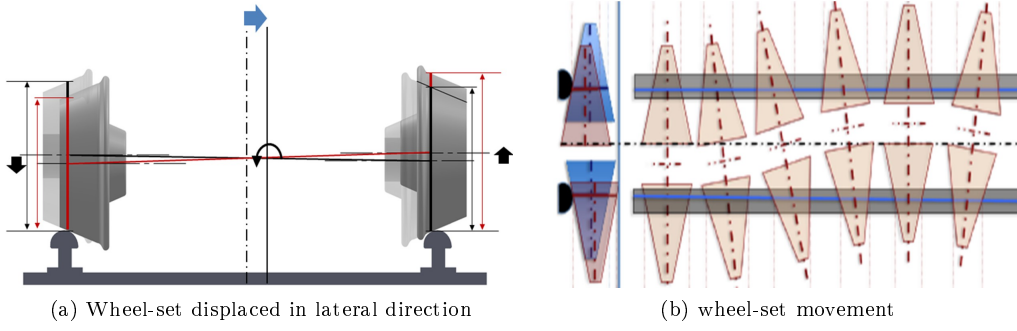 (a) Wheel-set displaced in lateral direction
(b) wheel-set movement